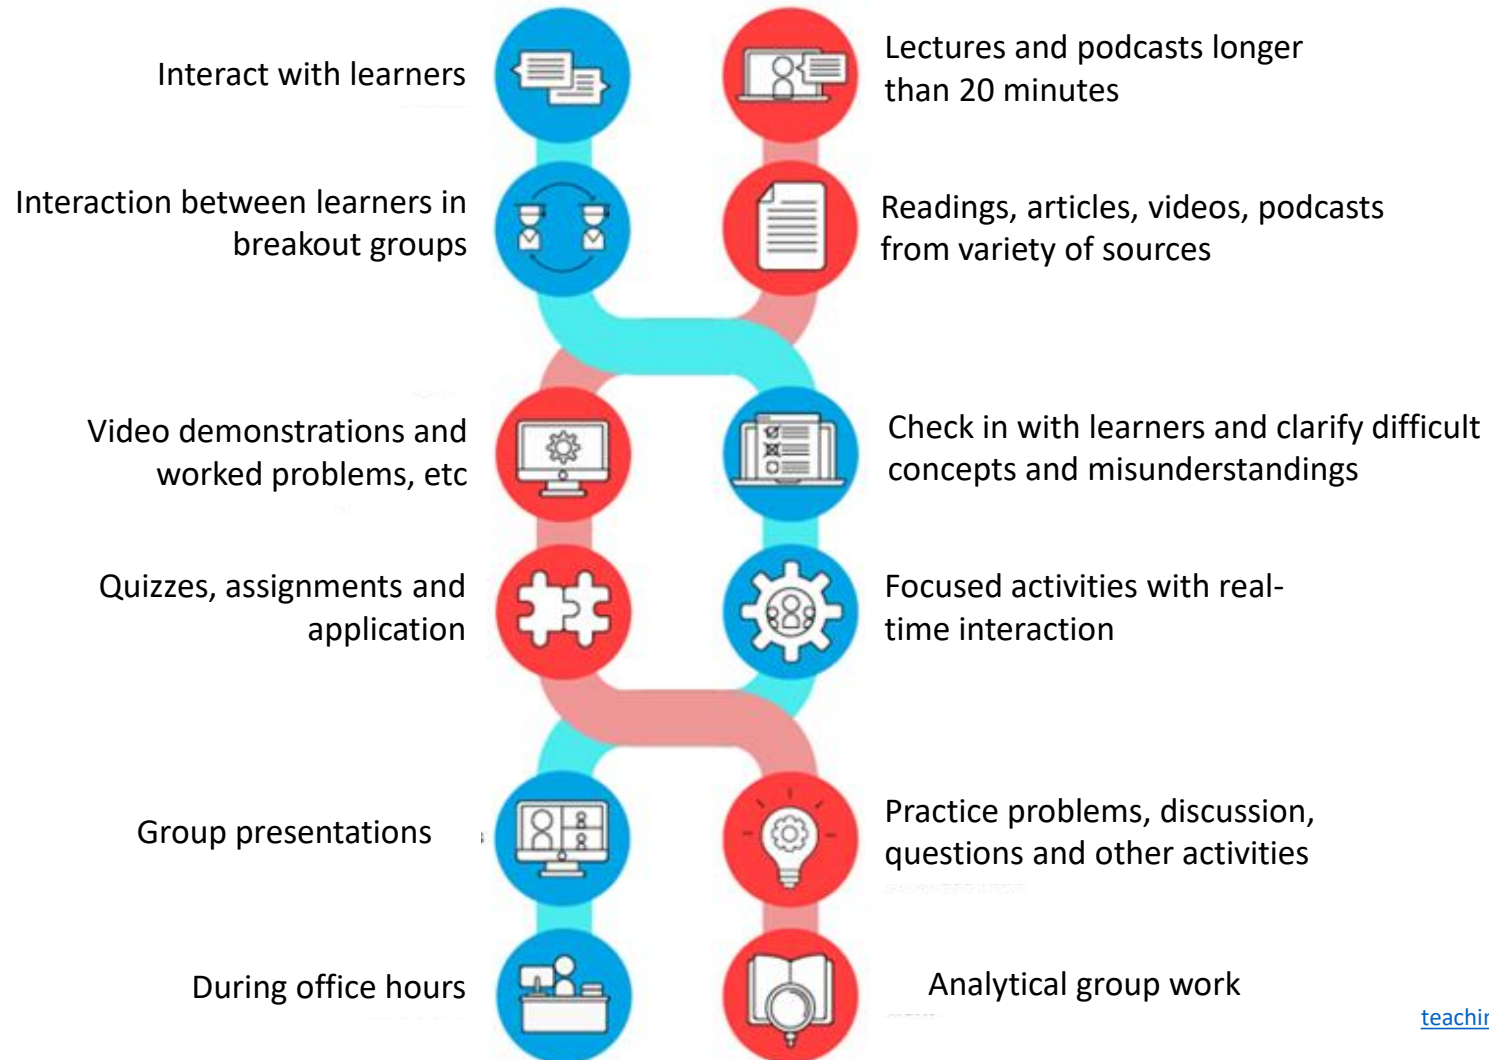 Interact with learners
Lectures and podcasts longer
than 20 minutes
Interaction between learners in
breakout groups
Readings, articles, videos, podcasts
from variety of sources
Video demonstrations and
worked problems, etc
Check in with learners and clarify difficult
concepts and misunderstandings
Quizzes, assignments and
application
Focused activities with real-
time interaction
Group presentations
Practice problems, discussion,
questions and other activities
During office hours
Analytical group work